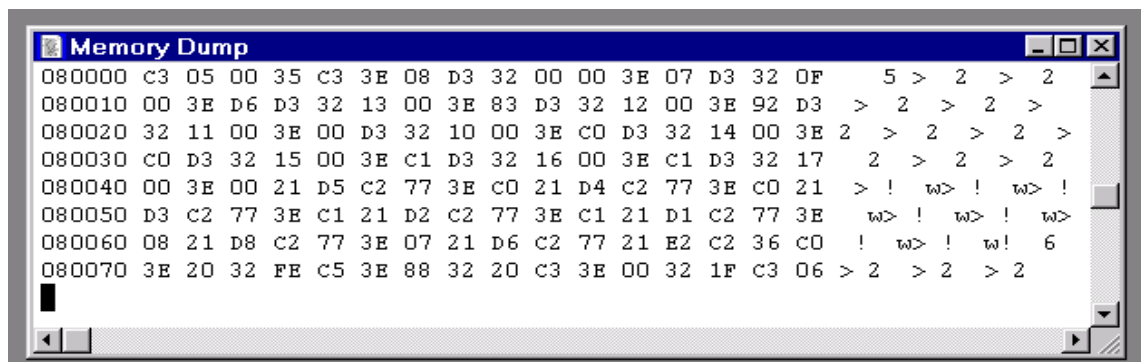 Memory Dump
080000 C3 05 00 35 C3 3E 08 D3 32 00 00 3E 07 D3 32 0F 5 > 2 > 2
080010 00 3E D6 D3 32 13 00 3E 83 D3 32 12 00 3E 92 D3 > 2 > 2 >
080020 32 11 00 3E 00 D3 32 10 00 3E C0 D3 32 14 00 3E 2 > 2 > 2 >
080030 C0 D3 32 15 00 3E C1 D3 32 16 00 3E C1 D3 32 17 2 > 2 > 2
080040 00 3E 00 21 D5 C2 77 3E C0 21 D4 C2 77 3E C0 21 > ! w> ! w> !
080050 D3 C2 77 3E C1 21 D2 C2 77 3E C1 21 D1 C2 77 3E w> ! w> ! w>
080060 08 21 D8 C2 77 3E 07 21 D6 C2 77 21 E2 C2 36 C0 ! w> ! w! 6
080070 3E 20 32 FE C5 3E 88 32 20 C3 3E 00 32 1F C3 06 > 2 > 2 > 2